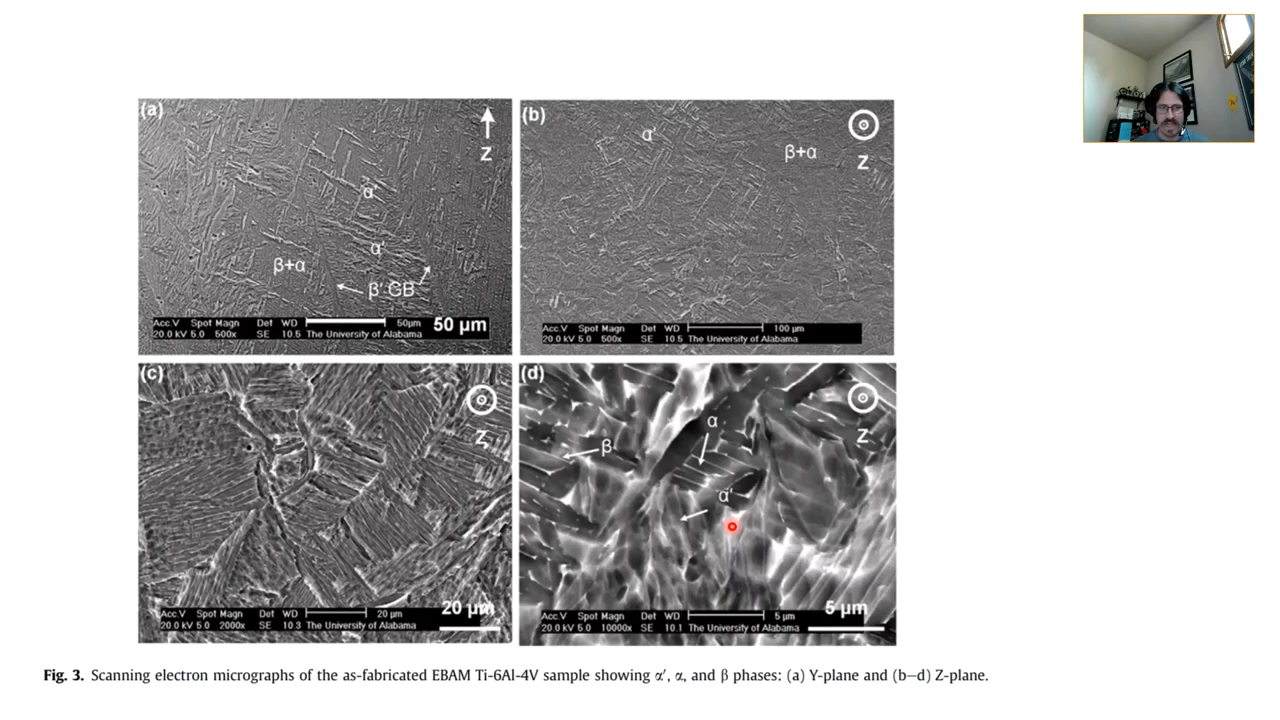 (a)
Z
α′
α′
β+α
β′ GB
Acc.V Spot Magn Det WD 50μm 50 μm
20.0 kV 5.0 500x SE 10.5 The University of Alabama
(b)
α′
β+α
Z
Acc.V Spot Magn Det WD 100 μm
20.0 kV 5.0 500x SE 10.5 The University of Alabama
(c)
Z
Acc.V Spot Magn Det WD 20 μm 20 μm
20.0 kV 5.0 2000x SE 10.3 The University of Alabama
(d)
Z
α
β
α′
Acc.V Spot Magn Det WD 5 μm 5 μm
20.0 kV 5.0 10000x SE 10.1 The University of Alabama
Fig. 3. Scanning electron micrographs of the as-fabricated EBAM Ti-6Al-4V sample showing α′, α, and β phases: (a) Y-plane and (b–d) Z-plane.